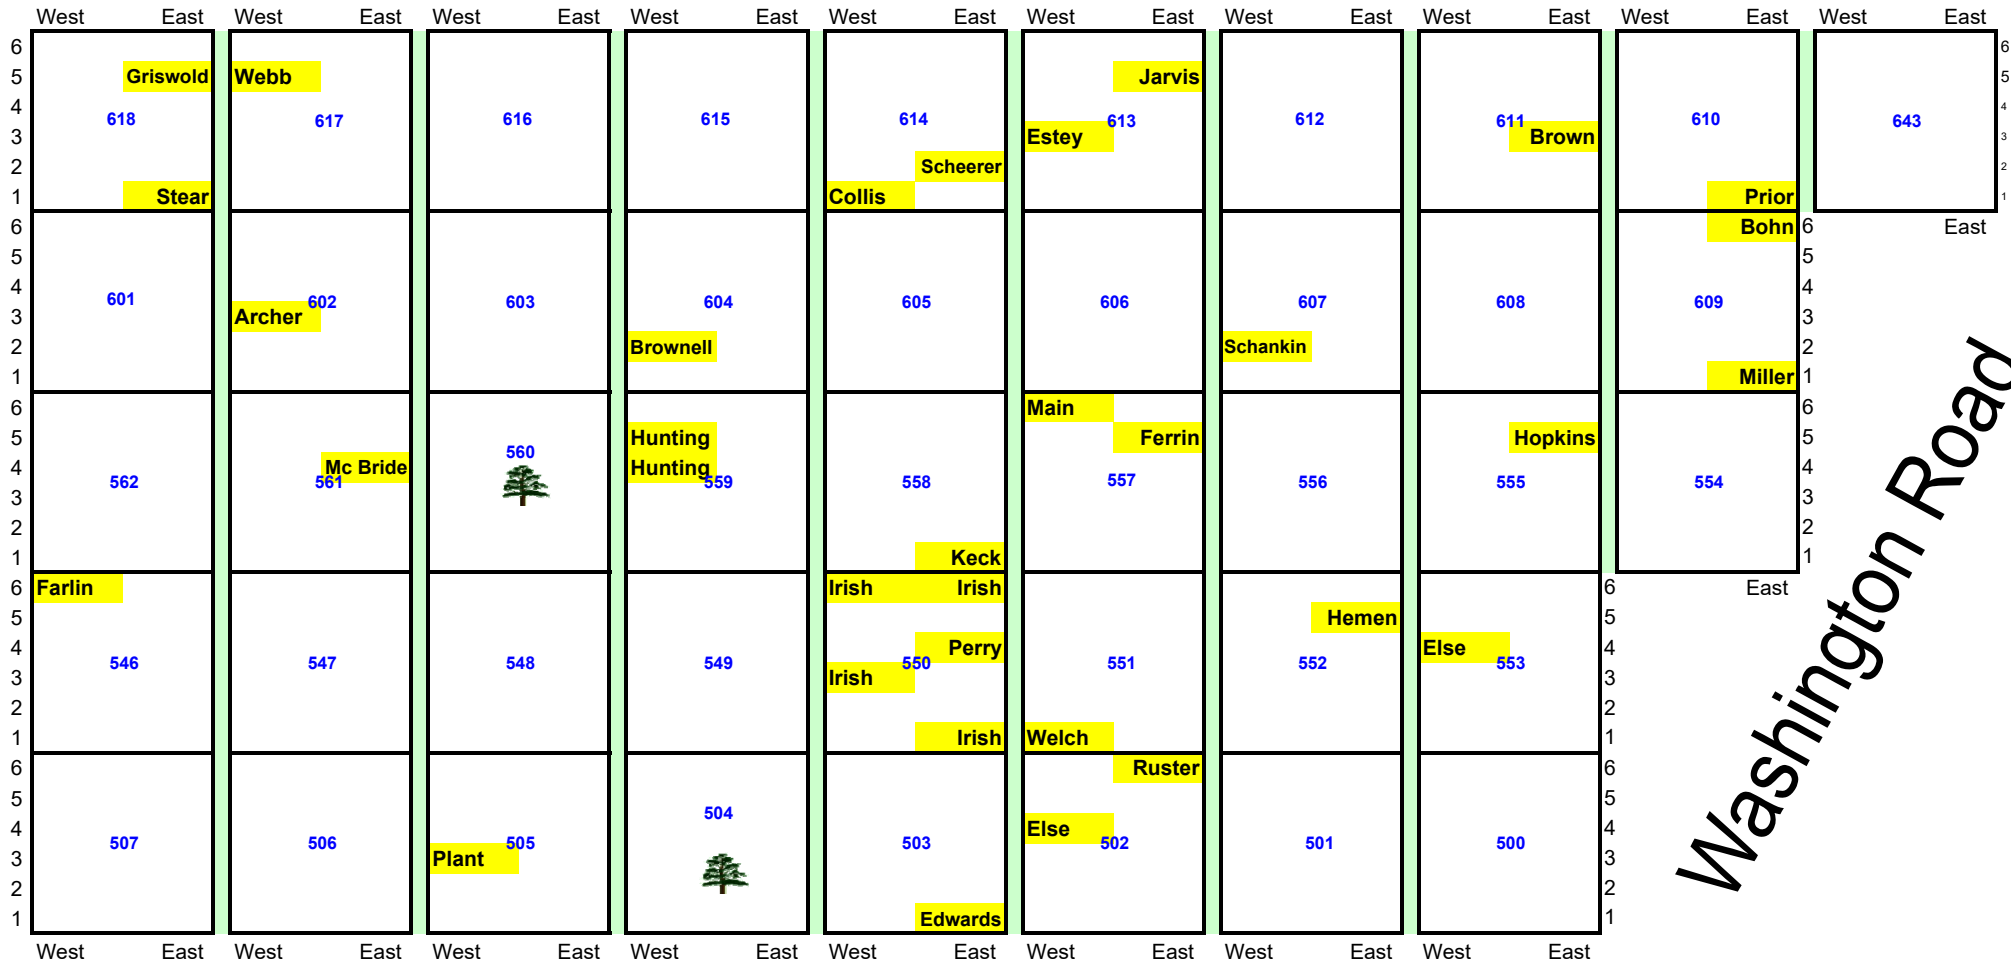 West East West East West East West East West East West East West East West East West East West East
6 6
5 Griswold Webb Jarvis 5
4 4
618 617 616 615 614 613 612 611 610 643
3 Estey Brown 3
2 Scheerer 2
1 Stear Collis Prior 1
6 Bohn 6 East
5 5
4 4
601 602 603 604 605 606 607 608 609
3 Archer 3
2 Brownell Schankin 2
1 Miller 1
6 Main 6
5 Hunting Ferrin Hopkins 5
560
4 Mc Bride Hunting 4
562 561 559 558 557 556 555 554
3 3
2 2
1 Keck 1
6 Farlin Irish Irish 6 East
5 Hemen 5
4 Perry Else 4
546 547 548 549 550 551 552 553
3 Irish 3
2 2
1 Irish Welch 1
6 Ruster 6
5 5
504
4 Else 4
507 506 505 503 502 501 500
3 Plant 3
2 2
1 Edwards 1
West East West East West East West East West East West East West East West East
Washington Road